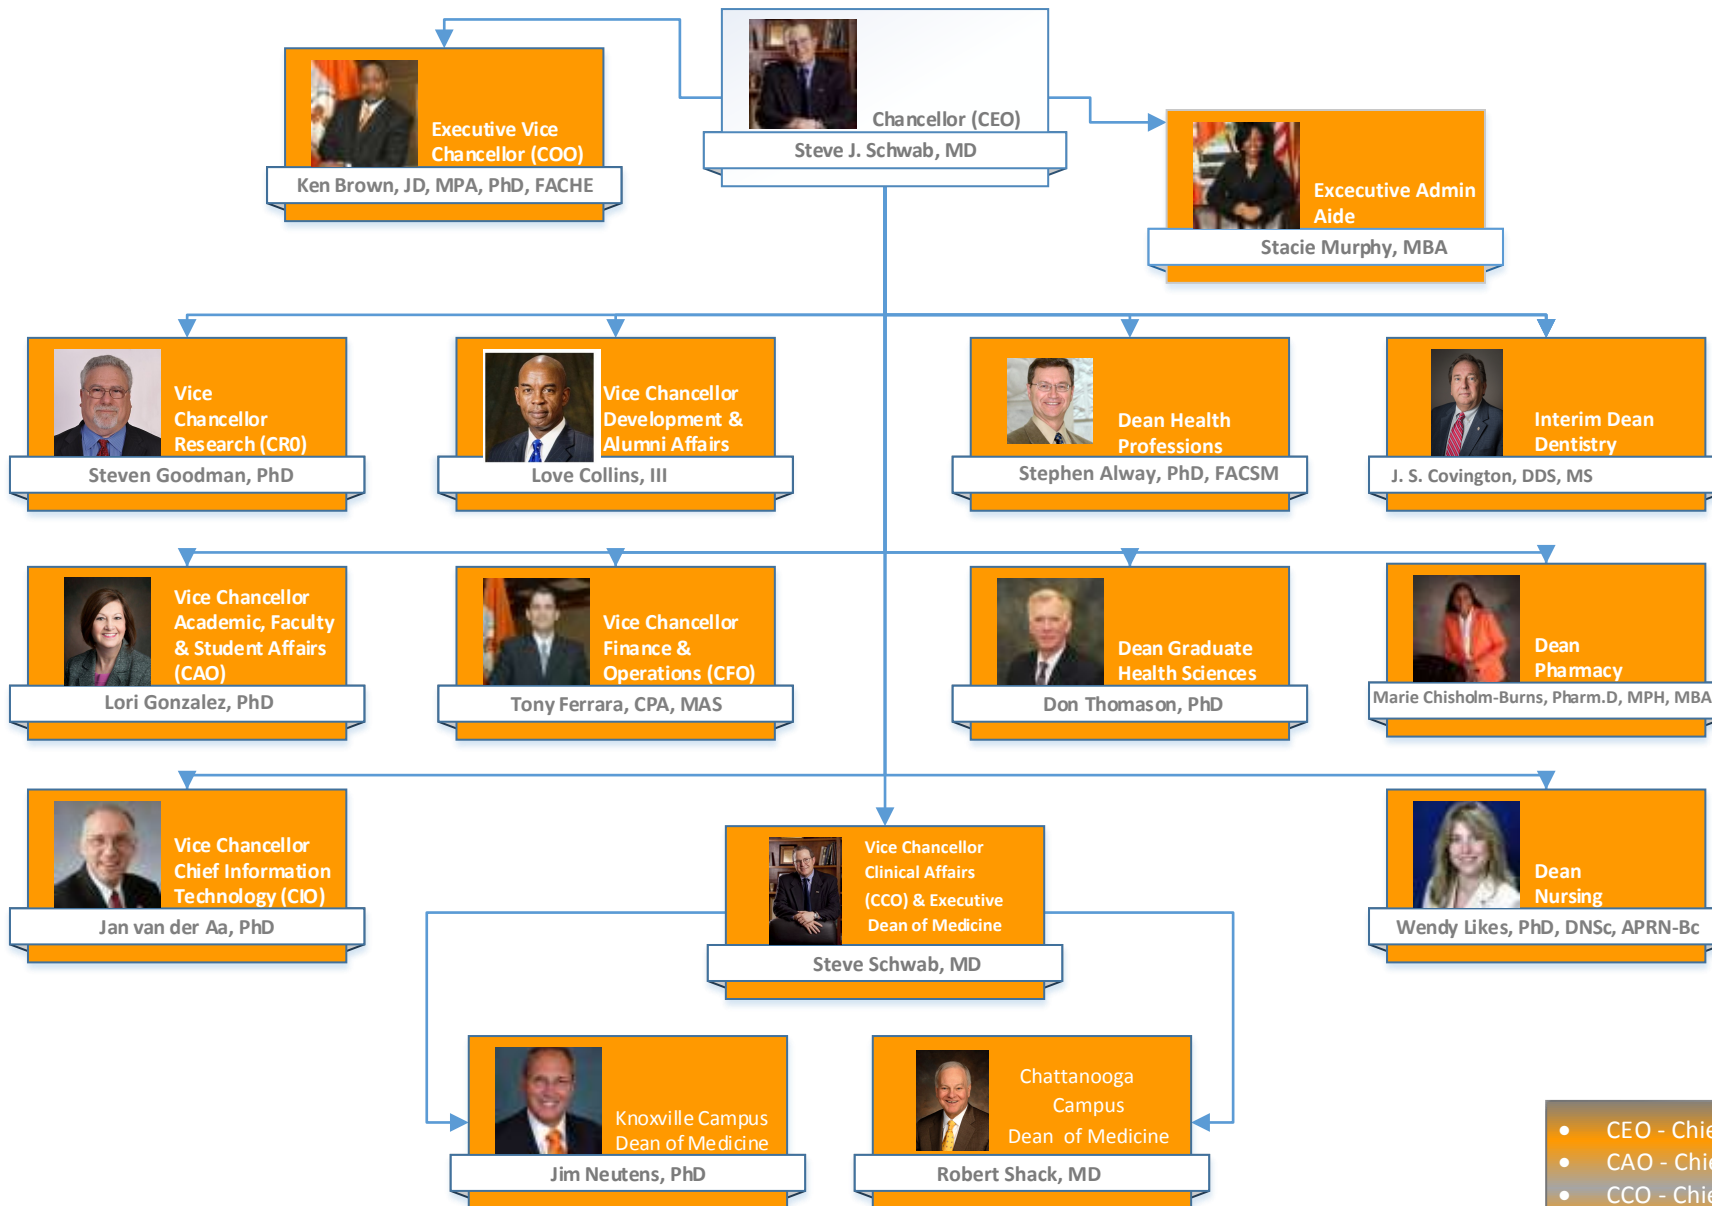 Chancellor (CEO)
Steve J. Schwab, MD
Executive Vice
Chancellor (COO)
Ken Brown, JD, MPA, PhD, FACHE
Excecutive Admin
Aide
Stacie Murphy, MBA
Vice
Chancellor
Research (CR0)
Steven Goodman, PhD
Vice Chancellor
Development &
Alumni Affairs
Love Collins, III
Dean Health
Professions
Stephen Alway, PhD, FACSM
Interim Dean
Dentistry
J. S. Covington, DDS, MS
Vice Chancellor
Academic, Faculty
& Student Affairs
(CAO)
Lori Gonzalez, PhD
Vice Chancellor
Finance &
Operations (CFO)
Tony Ferrara, CPA, MAS
Dean Graduate
Health Sciences
Don Thomason, PhD
Dean
Pharmacy
Marie Chisholm-Burns, Pharm.D, MPH, MBA
Vice Chancellor
Chief Information
Technology (CIO)
Jan van der Aa, PhD
Vice Chancellor
Clinical Affairs
(CCO) & Executive
Dean of Medicine
Steve Schwab, MD
Dean
Nursing
Wendy Likes, PhD, DNSc, APRN-Bc
Knoxville Campus
Dean of Medicine
Jim Neutens, PhD
Chattanooga
Campus
Dean of Medicine
Robert Shack, MD
• CEO - Chie
• CAO - Chie
• CCO - Chie